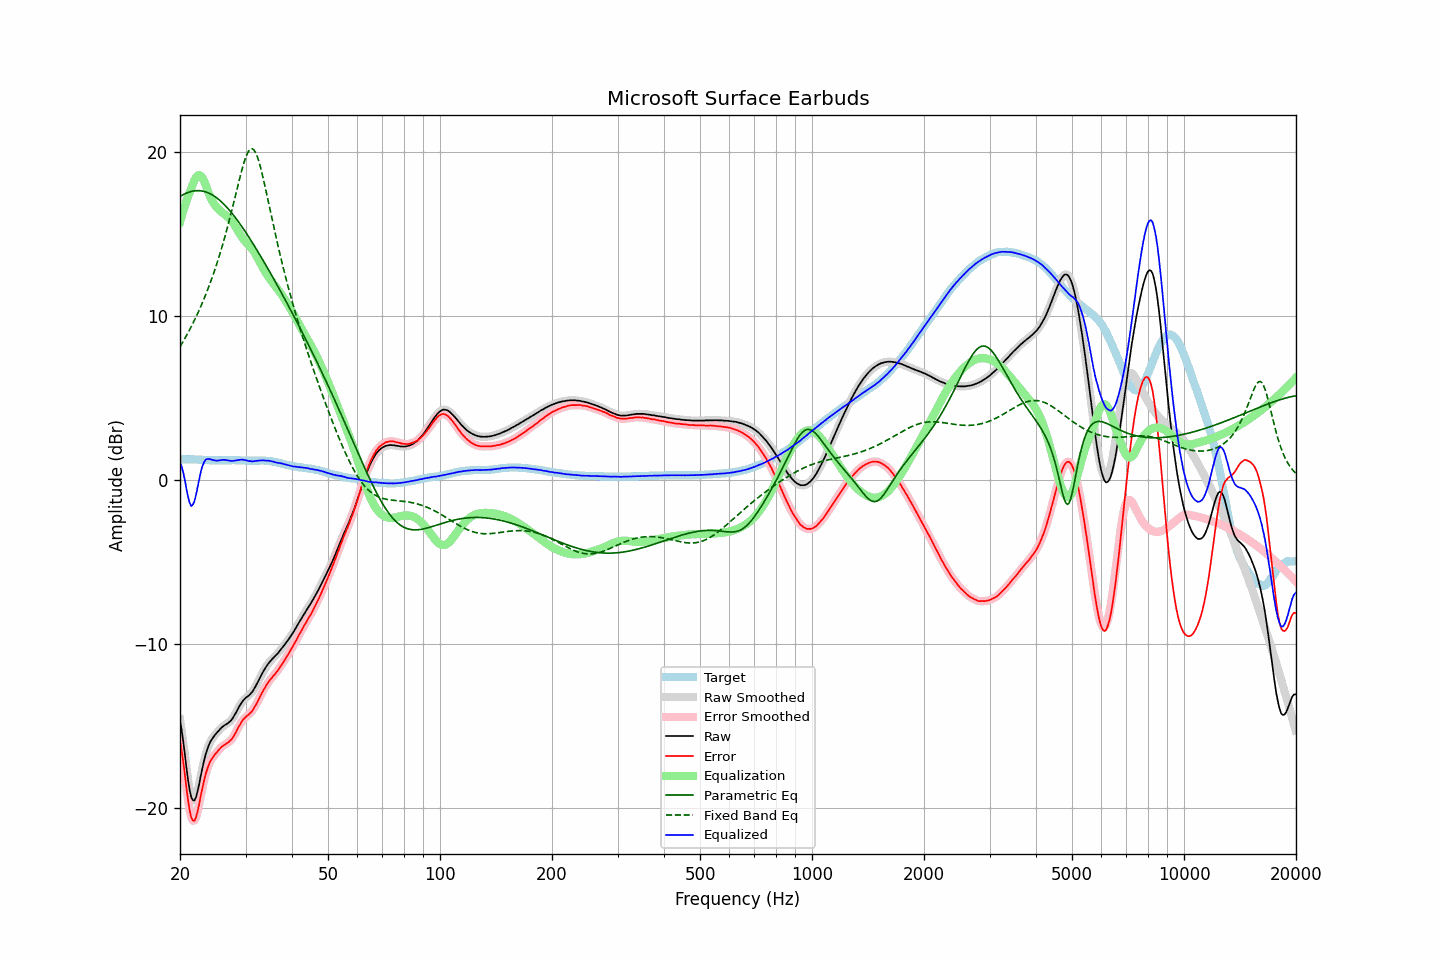 Microsoft Surface Earbuds
Amplitude (dBr)
20
10
0
−10
−20
Target
Raw Smoothed
Error Smoothed
Raw
Error
Equalization
Parametric Eq
Fixed Band Eq
Equalized
20 50 100 200 500 1000 2000 5000 10000 20000
Frequency (Hz)